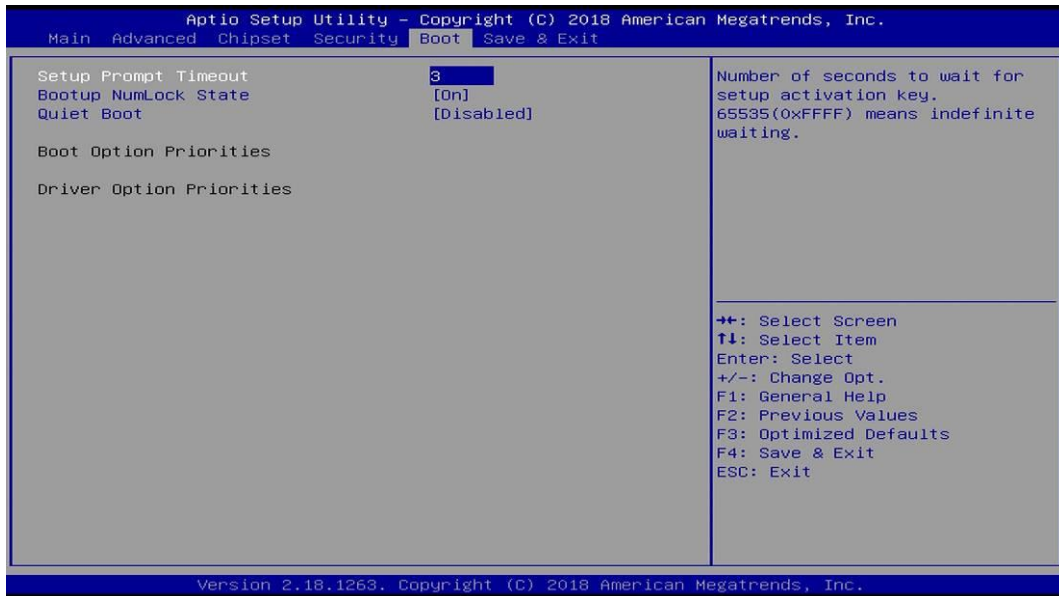 Aptio Setup Utility – Copyright (C) 2018 American Megatrends, Inc.
Main Advanced Chipset Security Boot Save & Exit
Setup Prompt Timeout 3
Bootup NumLock State [On]
Quiet Boot [Disabled]
Boot Option Priorities
Driver Option Priorities
Number of seconds to wait for
setup activation key.
65535(0xFFFF) means indefinite
waiting.
→←: Select Screen
↑↓: Select Item
Enter: Select
+/-: Change Opt.
F1: General Help
F2: Previous Values
F3: Optimized Defaults
F4: Save & Exit
ESC: Exit
Version 2.18.1263. Copyright (C) 2018 American Megatrends, Inc.